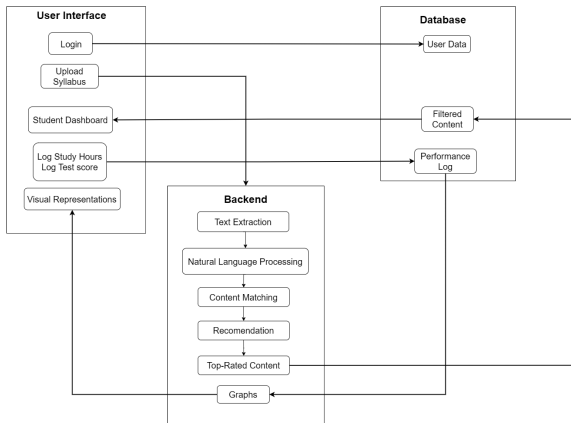 User Interface
Login
Upload
Syllabus
Student Dashboard
Log Study Hours
Log Test score
Visual Representations
Database
User Data
Filtered
Content
Performance
Log
Backend
Text Extraction
Natural Language Processing
Content Matching
Recomendation
Top-Rated Content
Graphs